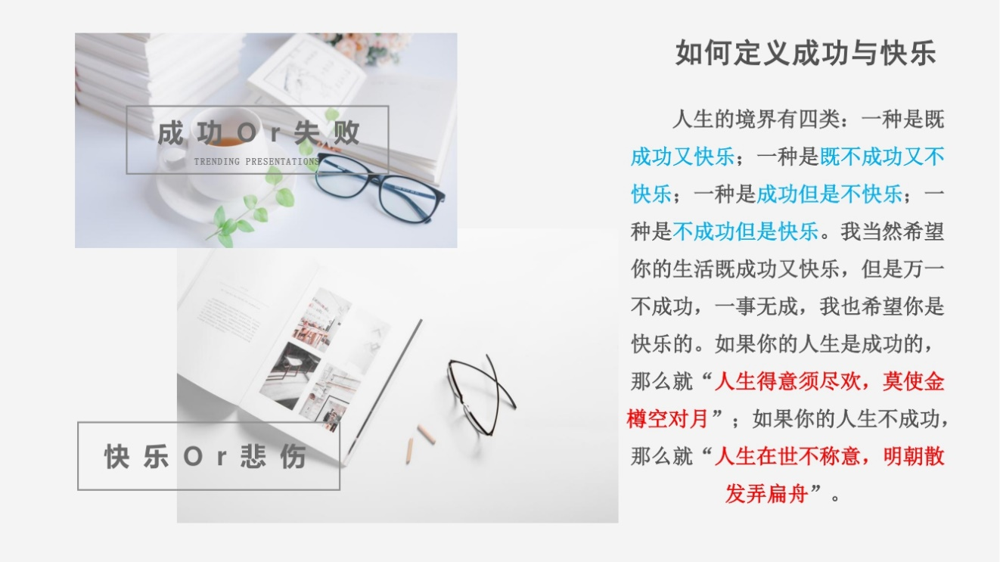 成功Or失败
TRENDING PRESENTATIONS
快乐Or悲伤
如何定义成功与快乐
人生的境界有四类：一种是既
成功又快乐；一种是既不成功又不
快乐；一种是成功但是不快乐；一
种是不成功但是快乐。我当然希望
你的生活既成功又快乐，但是万一
不成功，一事无成，我也希望你是
快乐的。如果你的人生是成功的，
那么就“人生得意须尽欢，莫使金
樽空对月”；如果你的人生不成功，
那么就“人生在世不称意，明朝散
发弄扁舟”。